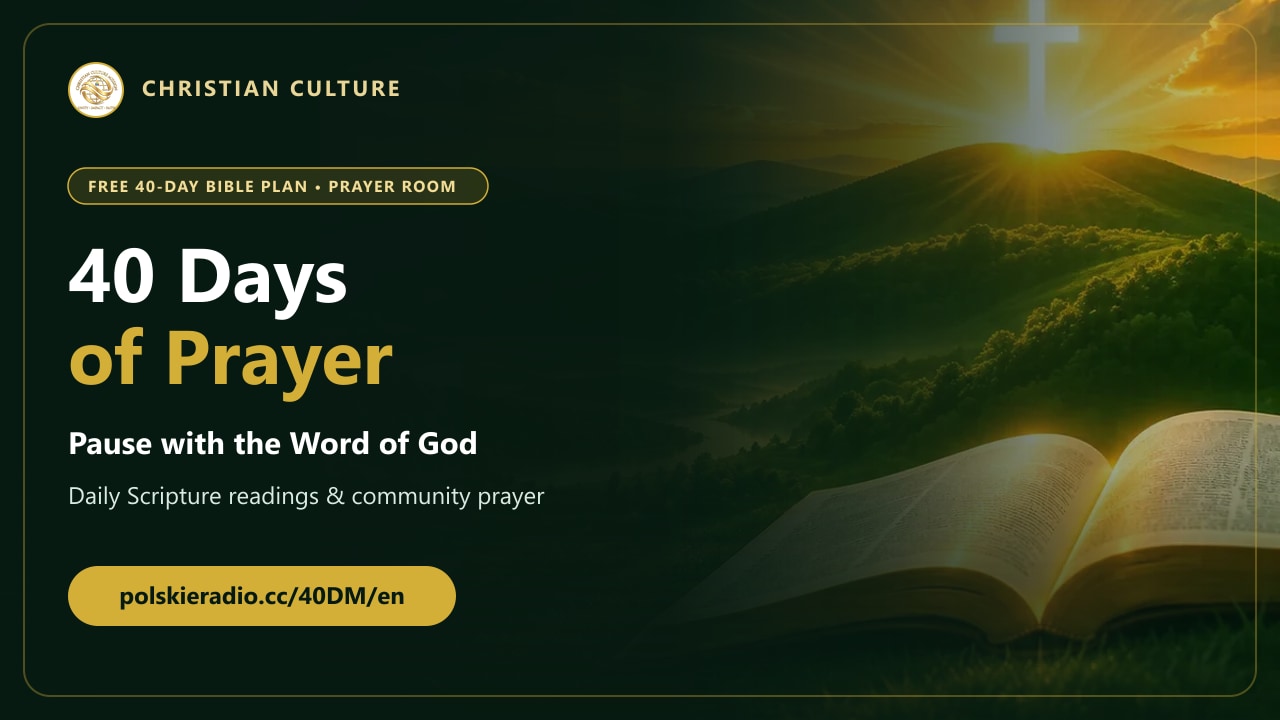 CHRISTIAN CULTURE
FREE 40-DAY BIBLE PLAN • PRAYER ROOM
40 Days
of Prayer
Pause with the Word of God
Daily Scripture readings & community prayer
polskieradio.cc/40DM/en